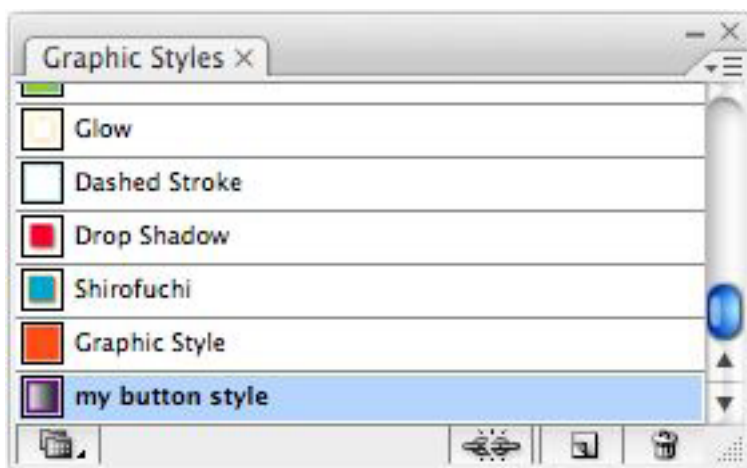 Graphic Styles
Glow
Dashed Stroke
Drop Shadow
Shirofuchi
Graphic Style
my button style